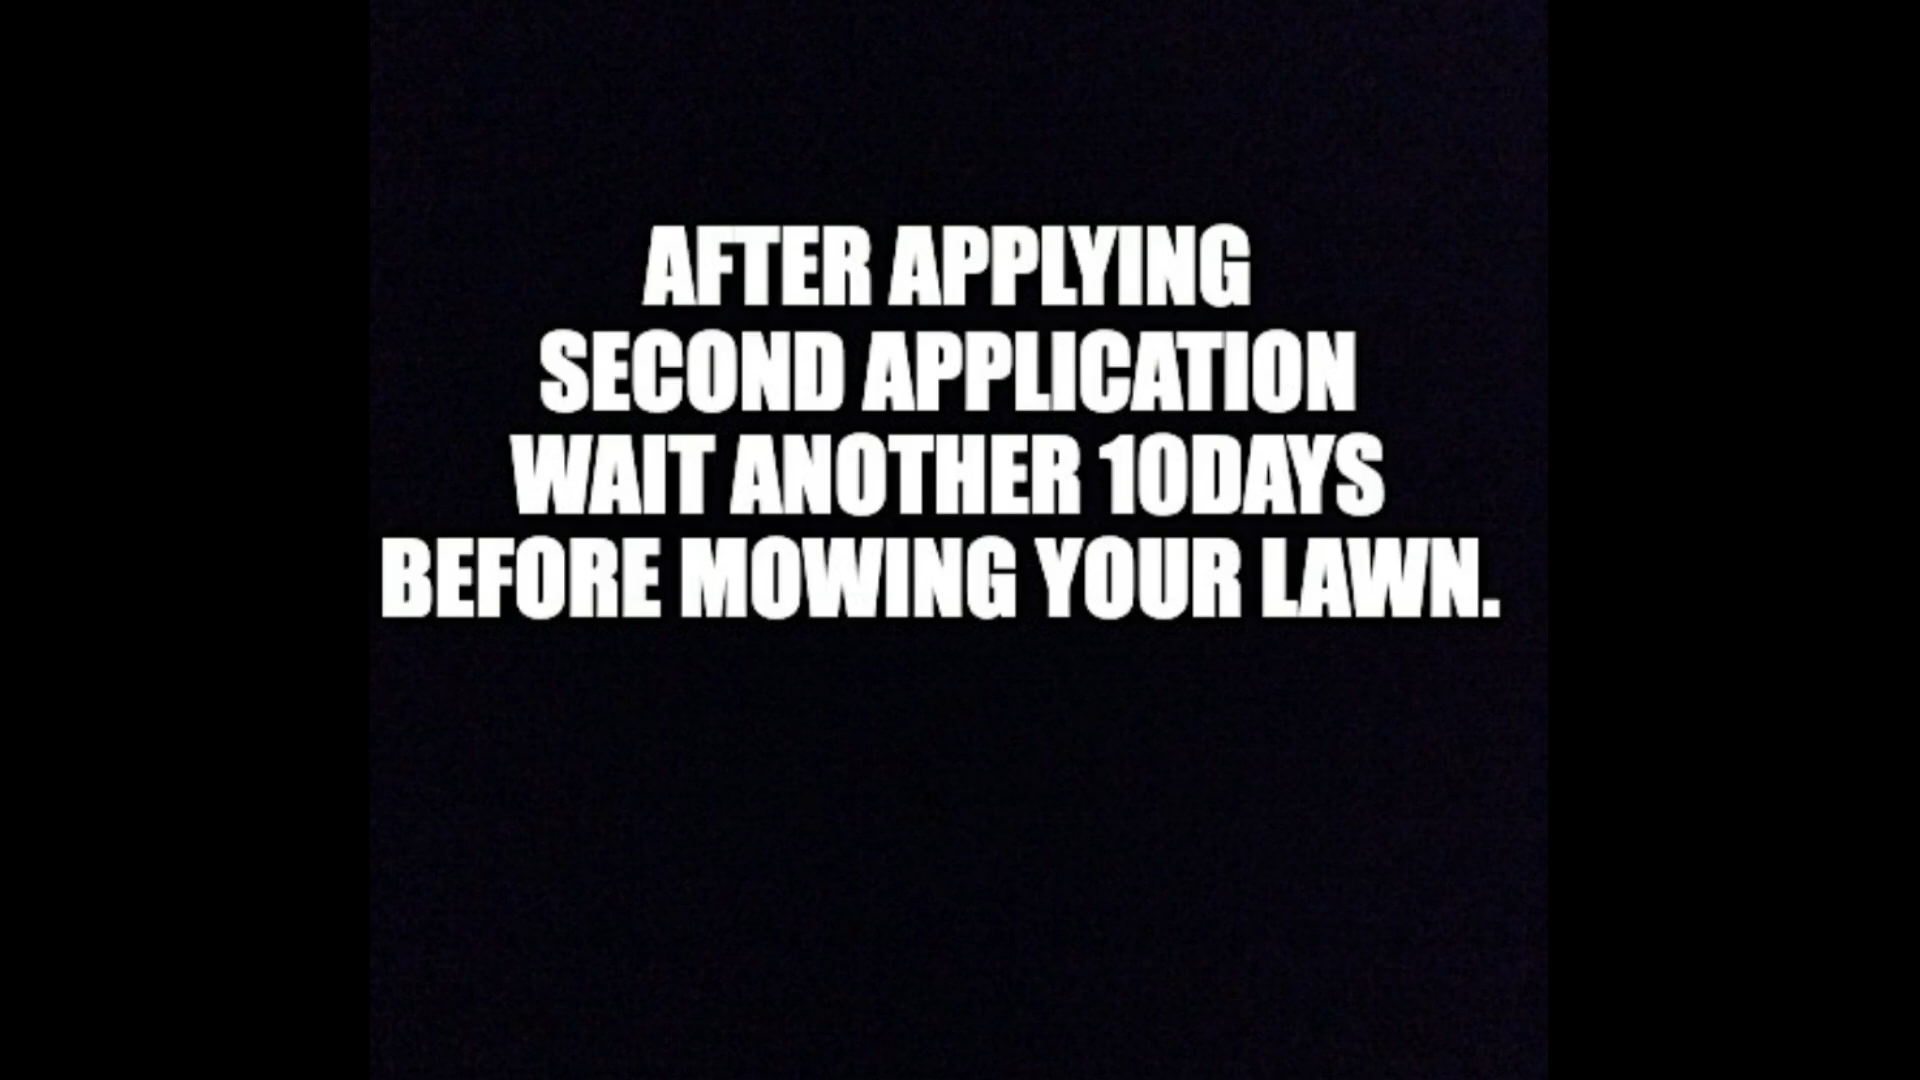 AFTER APPLYING
SECOND APPLICATION
WAIT ANOTHER 10DAYS
BEFORE MOWING YOUR LAWN.